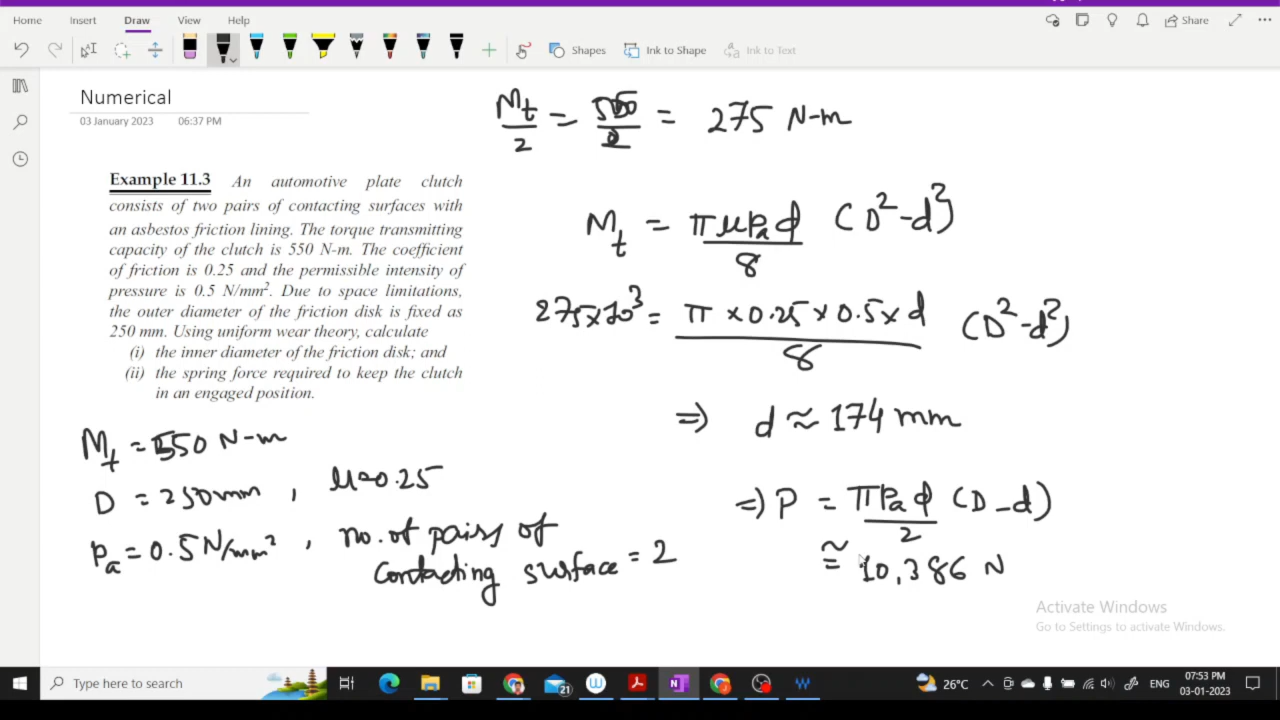 Home Insert Draw View Help
Share
Shapes Ink to Shape Ink to Text
Numerical
03 January 2023 06:37 PM
Example 11.3 An automotive plate clutch
consists of two pairs of contacting surfaces with
an asbestos friction lining. The torque transmitting
capacity of the clutch is 550 N-m. The coefficient
of friction is 0.25 and the permissible intensity of
pressure is 0.5 N/mm². Due to space limitations,
the outer diameter of the friction disk is fixed as
250 mm. Using uniform wear theory, calculate
(i) the inner diameter of the friction disk; and
(ii) the spring force required to keep the clutch
in an engaged position.
M_t = 550 N-m
D = 250mm , μ=0.25
P_a = 0.5 N/mm² , no. of pairs of
contacting surface = 2
M_t/2 = 550/2 = 275 N-m
M_t = πμP_a d/8 (D²-d²)
275×10³ = π × 0.25 × 0.5 × d/8 (D²-d²)
⇒ d ≈ 174 mm
⇒ P = πP_a d/2 (D-d)
≅ 10,386 N
Activate Windows
Go to Settings to activate Windows.
Type here to search
21
26°C
ENG
07:53 PM
03-01-2023